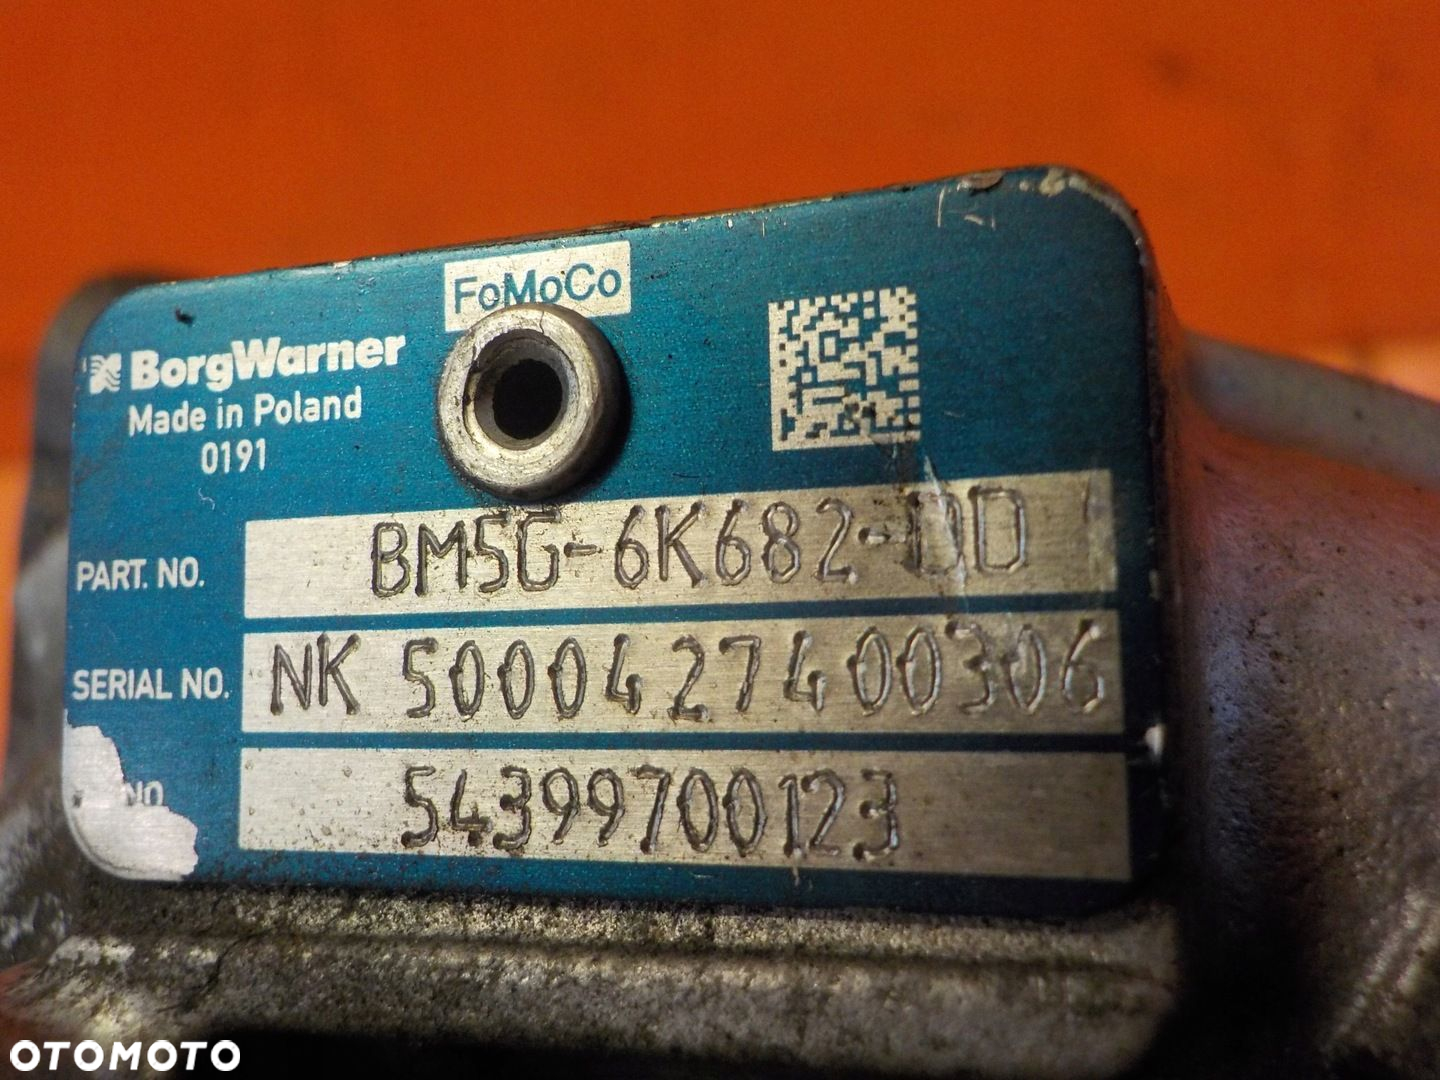 FoMoCo
BorgWarner
Made in Poland
0191
PART. NO. BM5G-6K682-DD
SERIAL NO. NK 5000427400306
NO. 54399700123
OTOMOTO